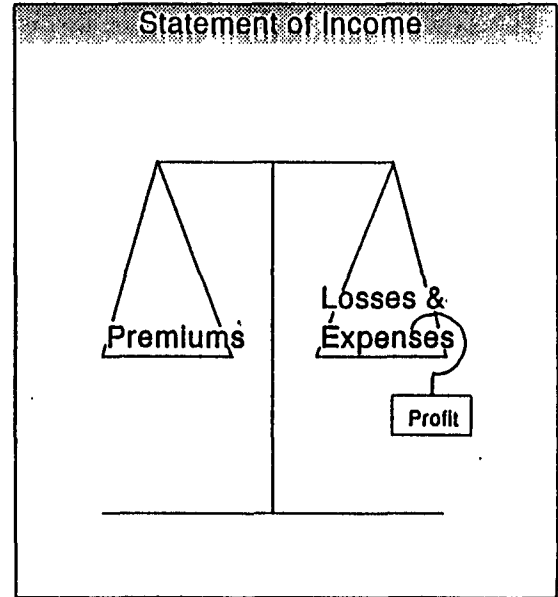 Statement of Income
Premiums
Losses &
Expenses
Profit